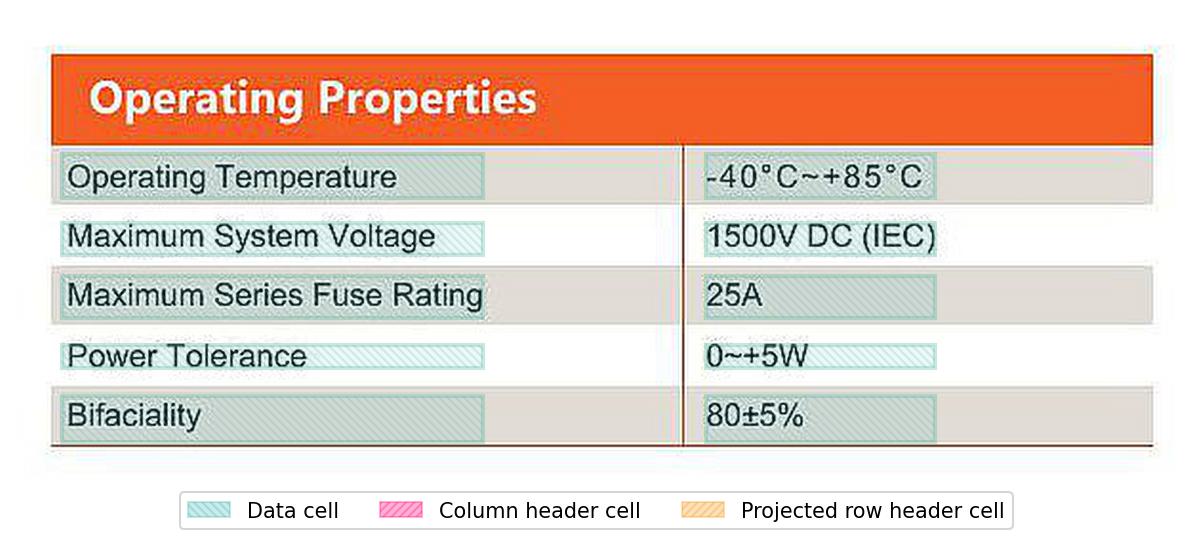 Operating Properties
Operating Temperature -40°C~+85°C
Maximum System Voltage 1500V DC (IEC)
Maximum Series Fuse Rating 25A
Power Tolerance 0~+5W
Bifaciality 80±5%
Data cell Column header cell Projected row header cell